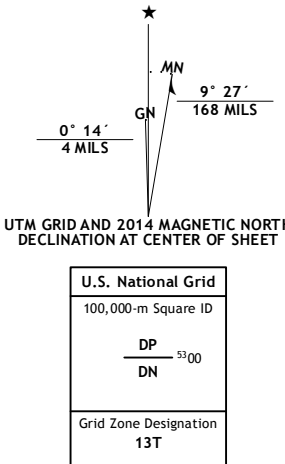 ★
MN
GN
9° 27´
168 MILS
0° 14´
4 MILS
UTM GRID AND 2014 MAGNETIC NORTH
DECLINATION AT CENTER OF SHEET
U.S. National Grid
100,000-m Square ID
DP
5300
DN
Grid Zone Designation
13T